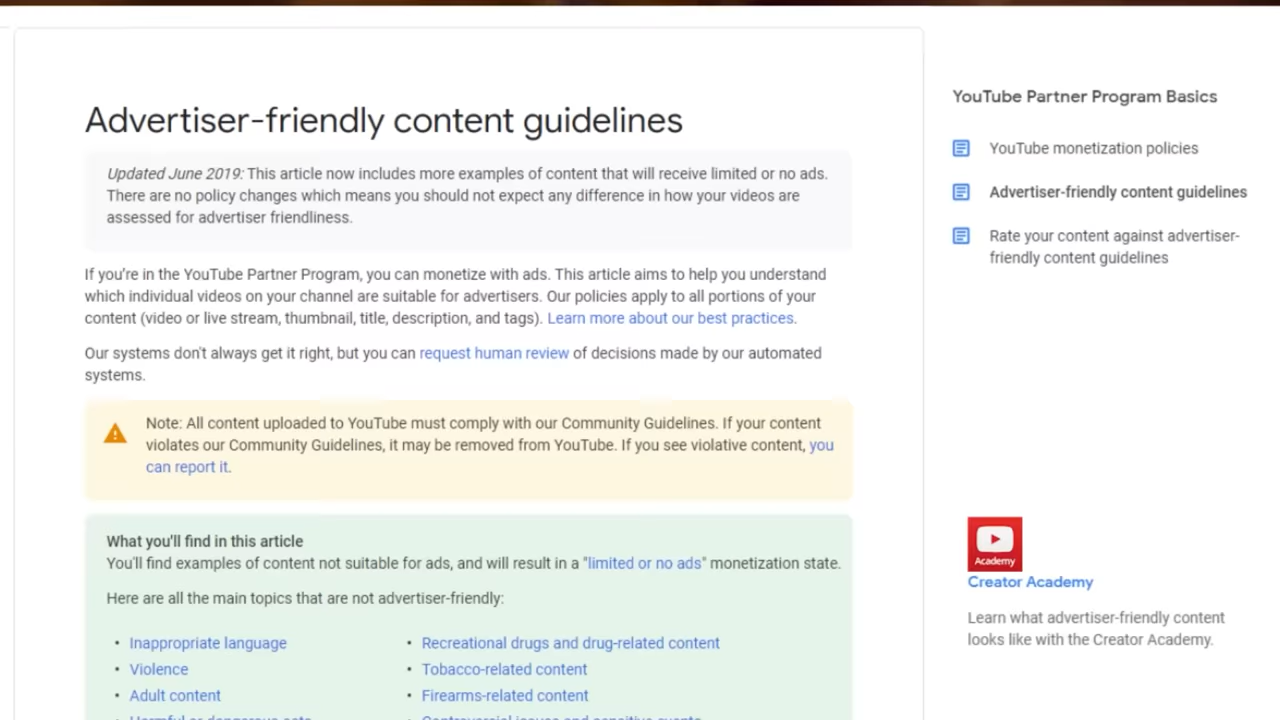 Advertiser-friendly content guidelines
Updated June 2019: This article now includes more examples of content that will receive limited or no ads.
There are no policy changes which means you should not expect any difference in how your videos are
assessed for advertiser friendliness.
If you're in the YouTube Partner Program, you can monetize with ads. This article aims to help you understand
which individual videos on your channel are suitable for advertisers. Our policies apply to all portions of your
content (video or live stream, thumbnail, title, description, and tags). Learn more about our best practices.
Our systems don't always get it right, but you can request human review of decisions made by our automated
systems.
Note: All content uploaded to YouTube must comply with our Community Guidelines. If your content
violates our Community Guidelines, it may be removed from YouTube. If you see violative content, you
can report it.
What you'll find in this article
You'll find examples of content not suitable for ads, and will result in a "limited or no ads" monetization state.
Here are all the main topics that are not advertiser-friendly:
• Inappropriate language
• Violence
• Adult content
• Harmful or dangerous acts
• Recreational drugs and drug-related content
• Tobacco-related content
• Firearms-related content
• Controversial issues and sensitive events
YouTube Partner Program Basics
YouTube monetization policies
Advertiser-friendly content guidelines
Rate your content against advertiser-
friendly content guidelines
Academy
Creator Academy
Learn what advertiser-friendly content
looks like with the Creator Academy.